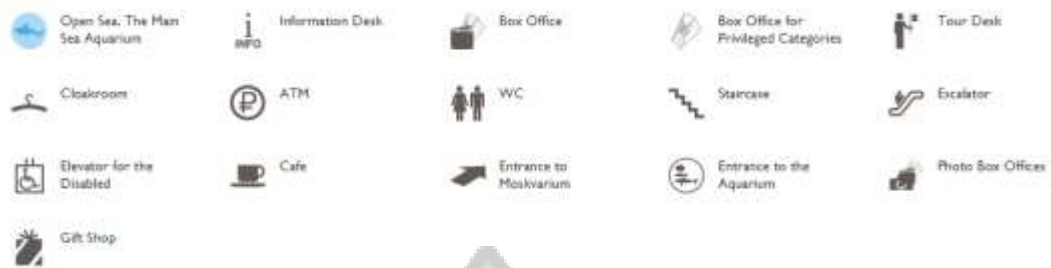 Open Sea. The Main
Sea Aquarium
i
INFO
Information Desk
Box Office
Box Office for
Privileged Categories
Tour Desk
Cloakroom
ATM
WC
Staircase
Escalator
Elevator for the
Disabled
Cafe
Entrance to
Moskvarium
Entrance to the
Aquarium
Photo Box Offices
Gift Shop